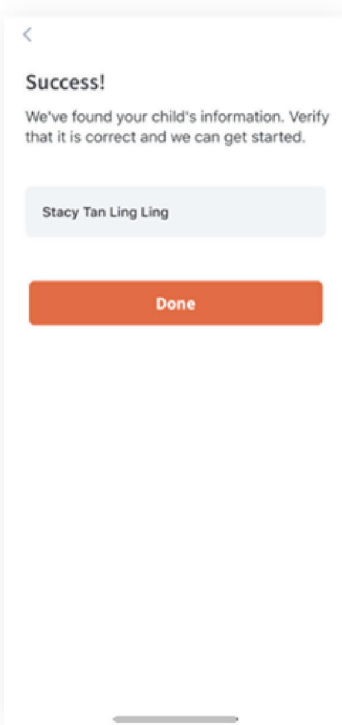 Success!
We've found your child's information. Verify
that it is correct and we can get started.
Stacy Tan Ling Ling
Done